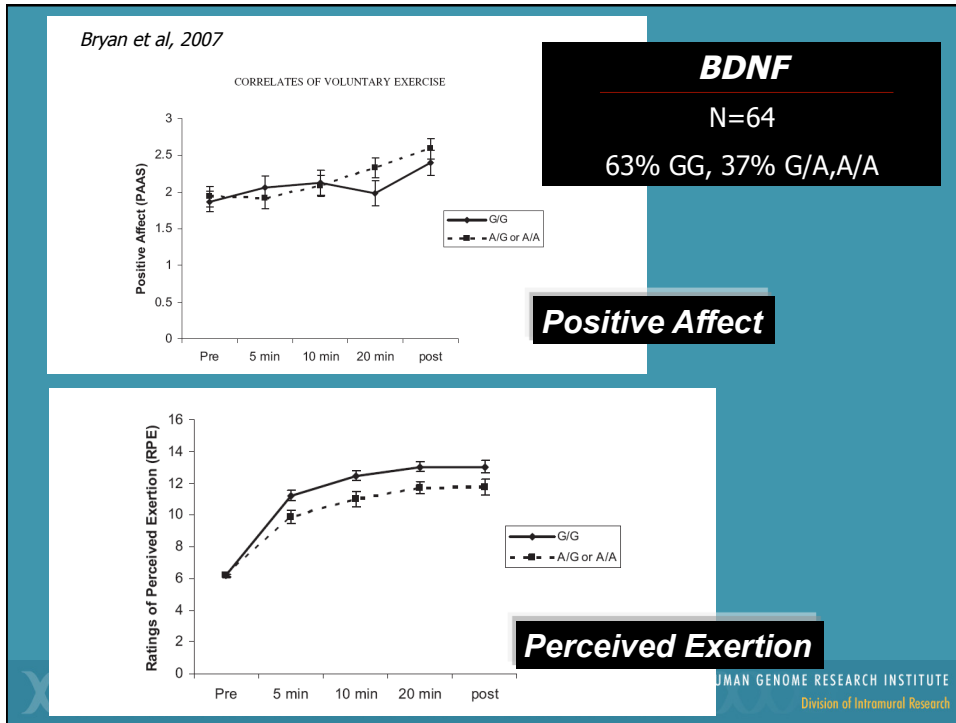 Bryan et al, 2007
BDNF
N=64
63% GG, 37% G/A,A/A
CORRELATES OF VOLUNTARY EXERCISE
Positive Affect (PAAS)
3
2.5
2
1.5
1
0.5
0
Pre 5 min 10 min 20 min post
G/G
A/G or A/A
Positive Affect
Ratings of Perceived Exertion (RPE)
16
14
12
10
8
6
4
2
0
Pre 5 min 10 min 20 min post
G/G
A/G or A/A
Perceived Exertion
UMAN GENOME RESEARCH INSTITUTE
Division of Intramural Research